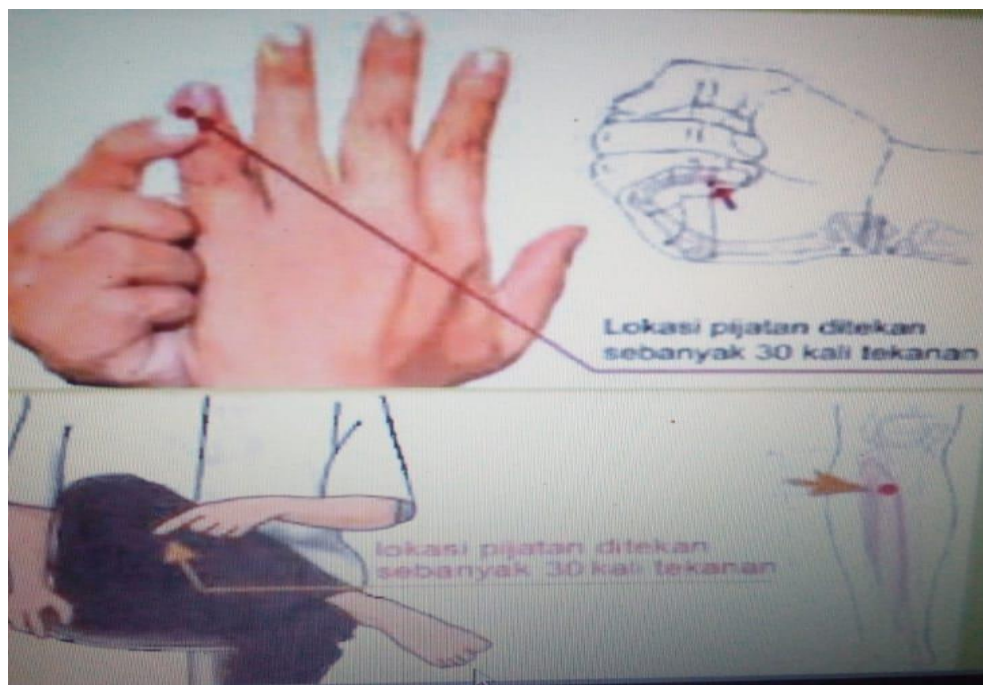 Lokasi pijatan ditekan
sebanyak 30 kali tekanan
lokasi pijatan ditekan
sebanyak 30 kali tekanan